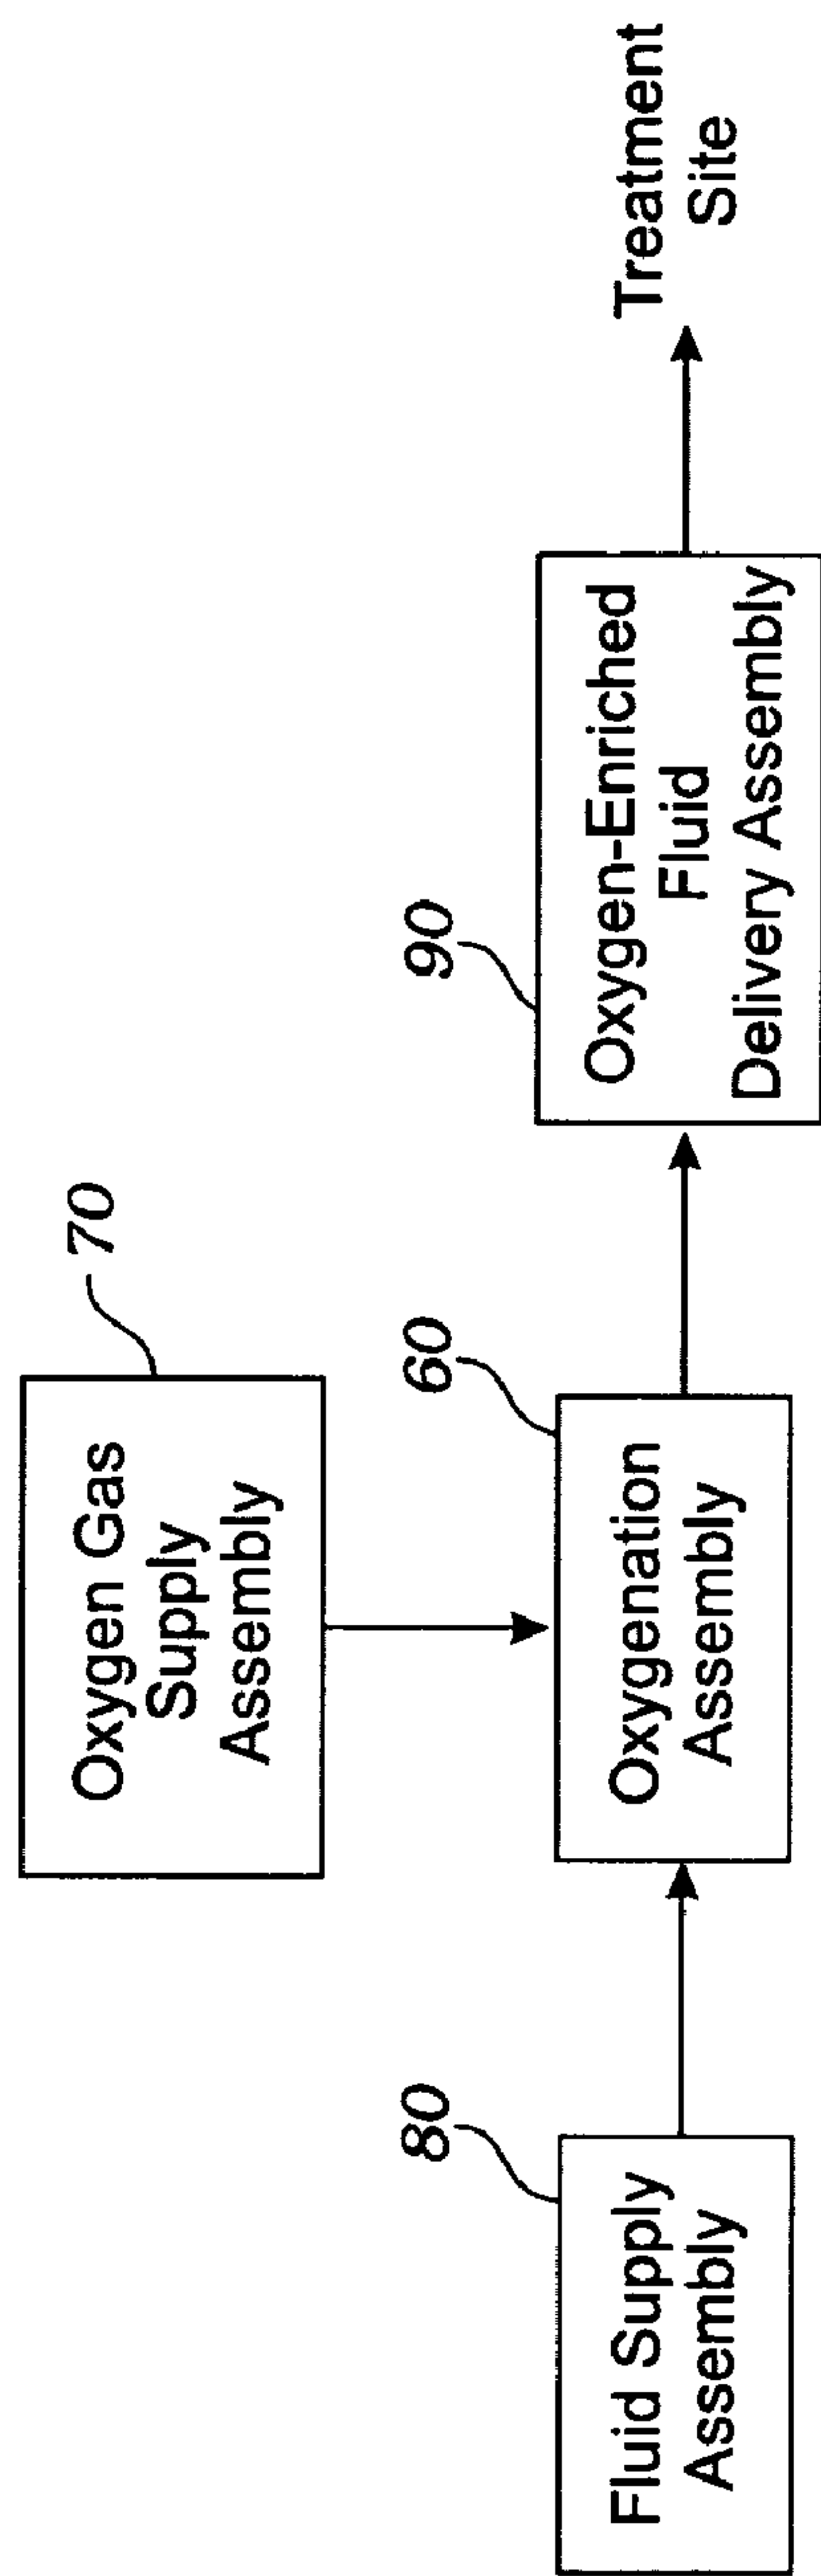 70
Oxygen Gas
Supply
Assembly
80
Fluid Supply
Assembly
60
Oxygenation
Assembly
90
Oxygen-Enriched
Fluid
Delivery Assembly
Treatment
Site